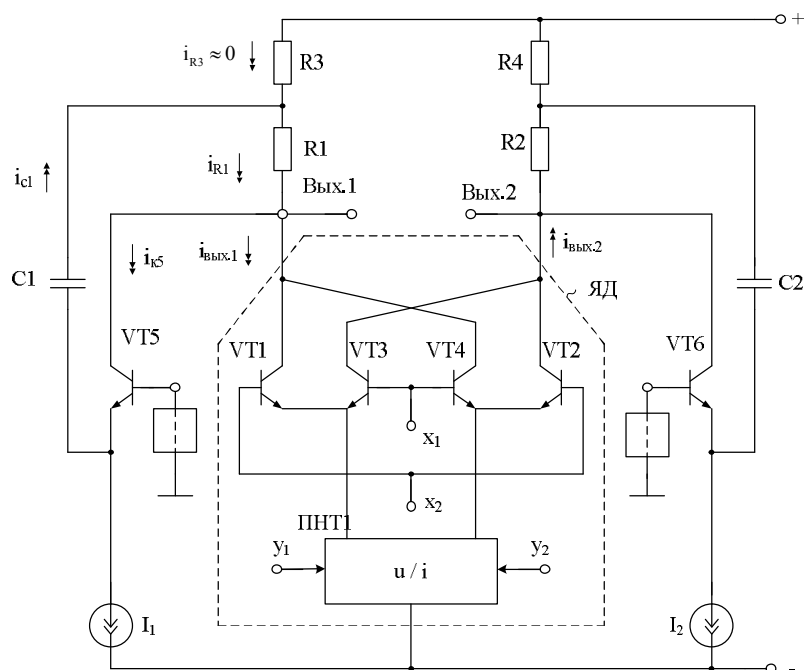 +
i_R3 ≈ 0
R3
R4
R1
R2
i_c1
i_R1
Вых.1
Вых.2
i_к5
i_вых.1
i_вых.2
C1
ЯД
C2
VT5
VT1
VT3
VT4
VT2
VT6
x₁
x₂
ПНТ1
y₁
y₂
u / i
I₁
I₂
-